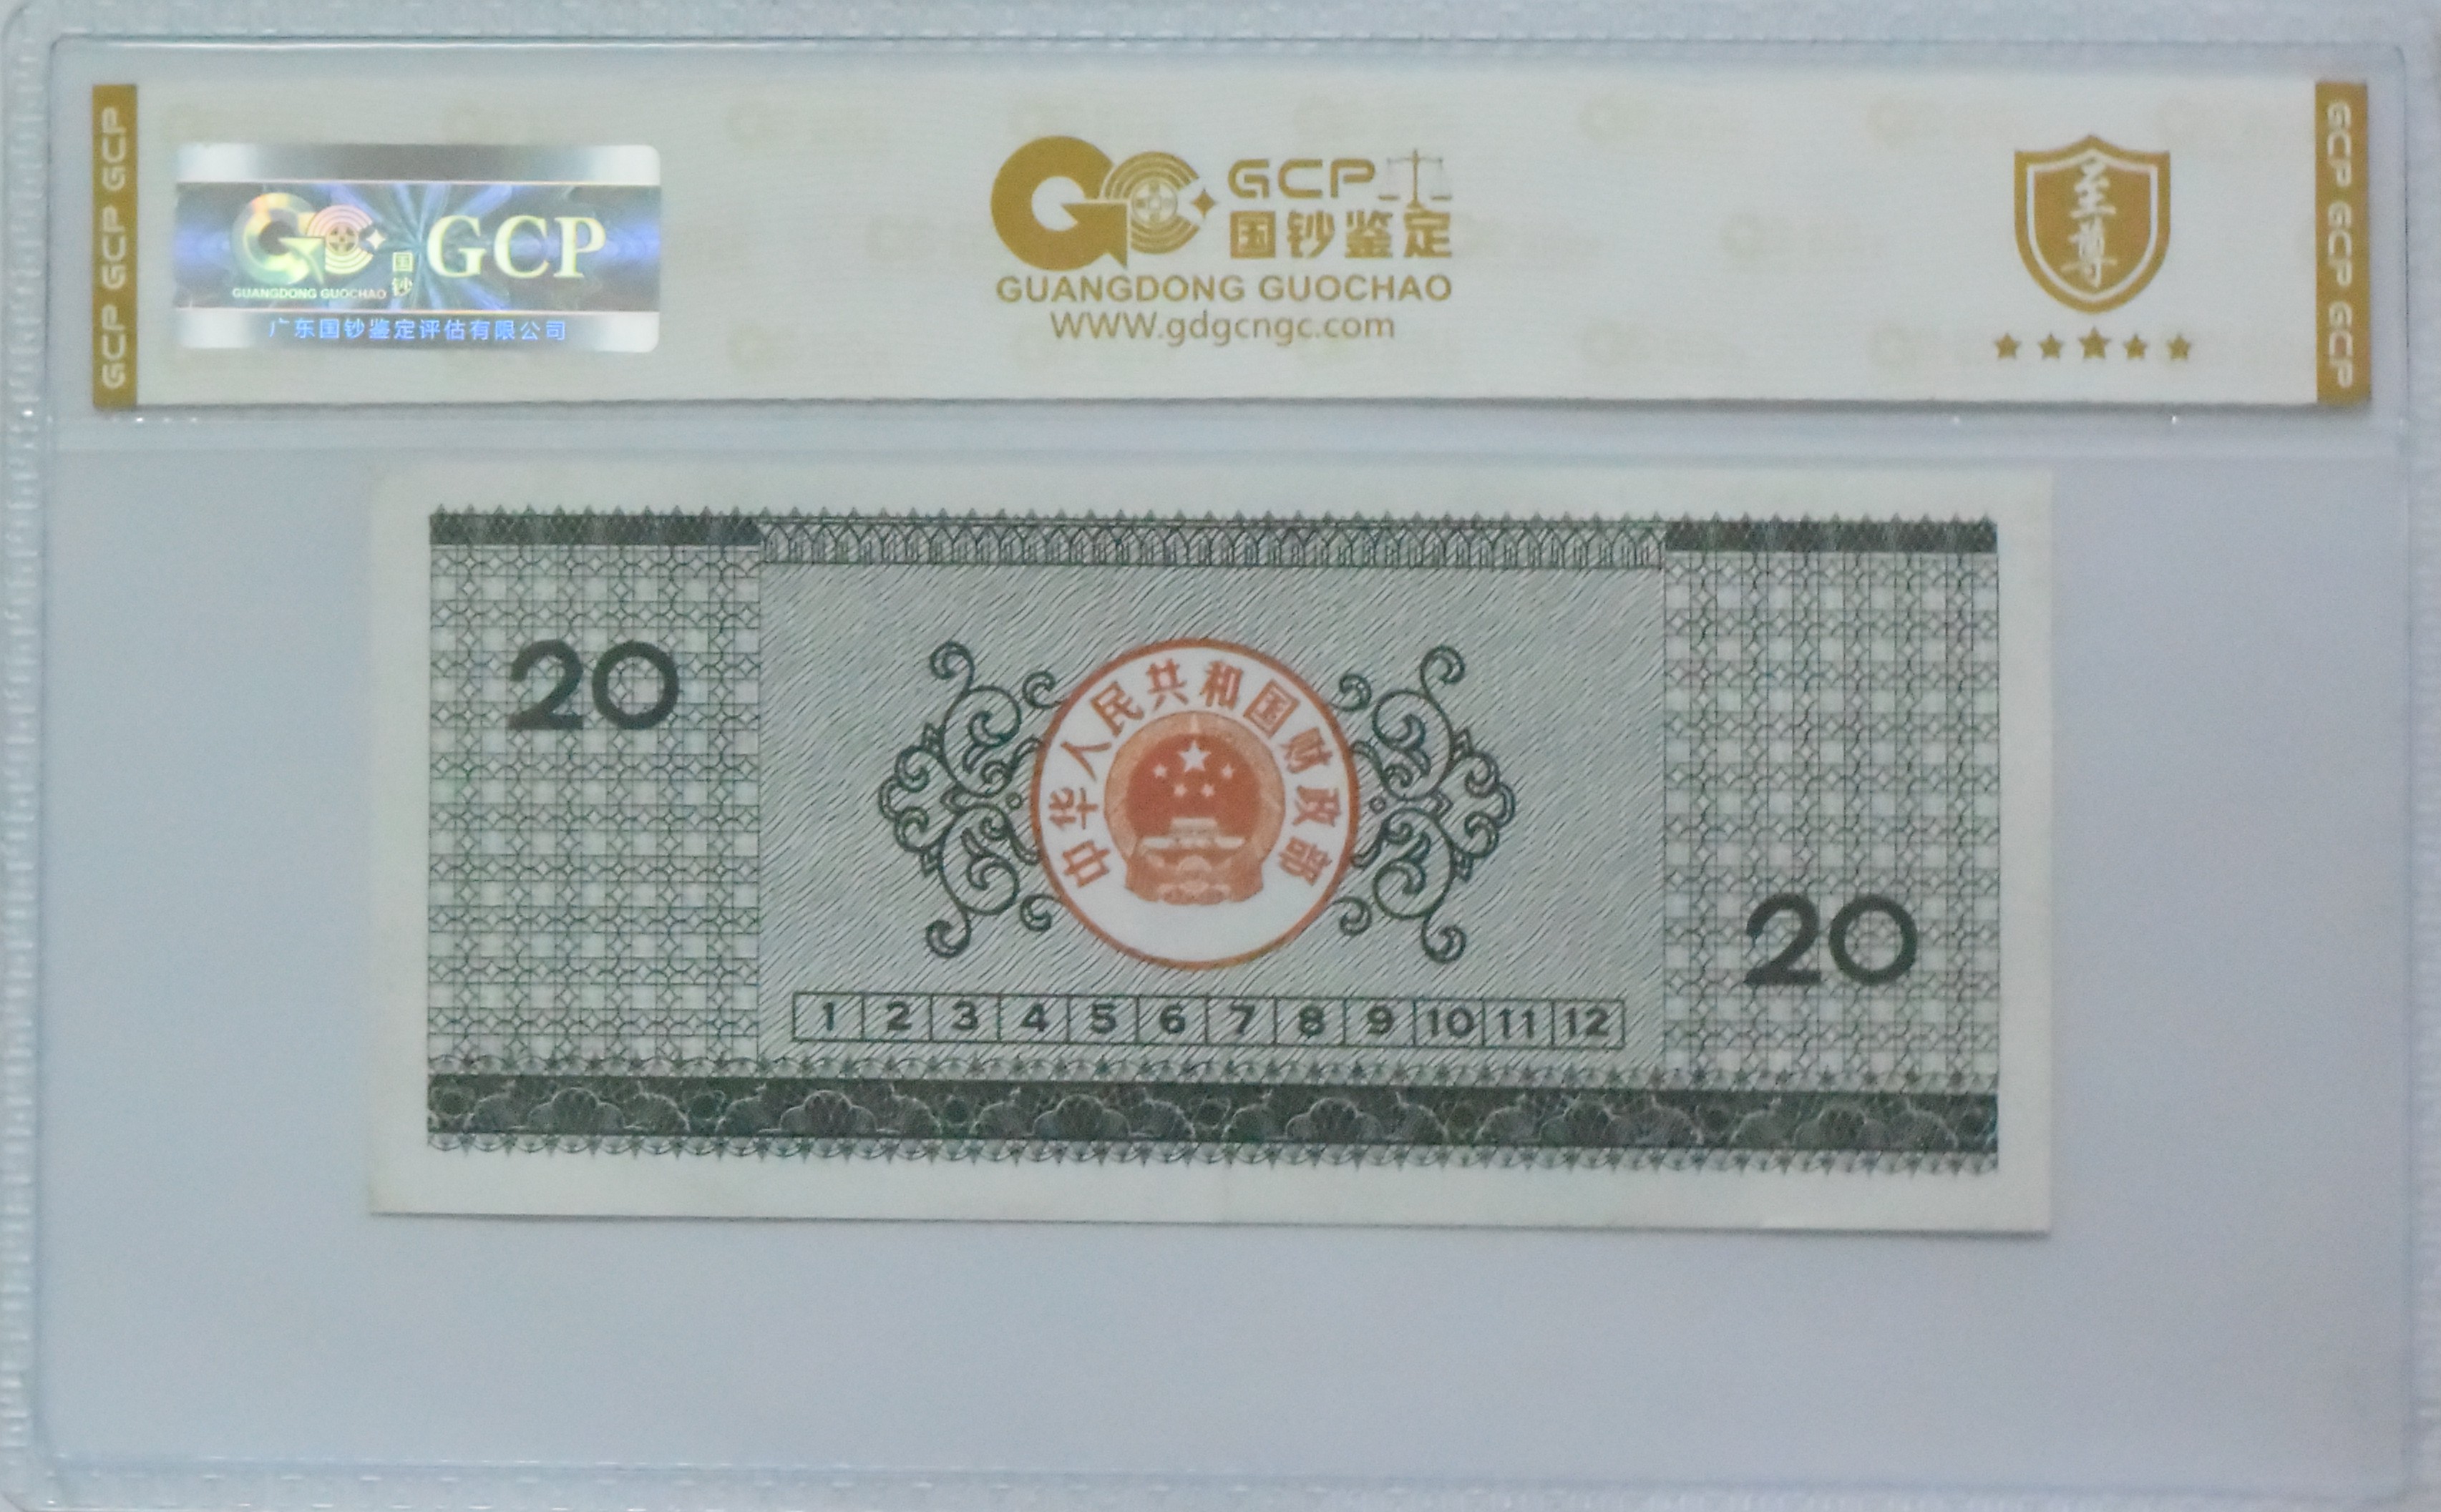 GCP GCP GCP
国钞
GCP
GUANGDONG GUOCHAO
广东国钞鉴定评估有限公司
GCP
国钞鉴定
GUANGDONG GUOCHAO
WWW.gdgcngc.com
至尊
GCP GCP GCP
20
中华人民共和国财政部
20
1 2 3 4 5 6 7 8 9 10 11 12